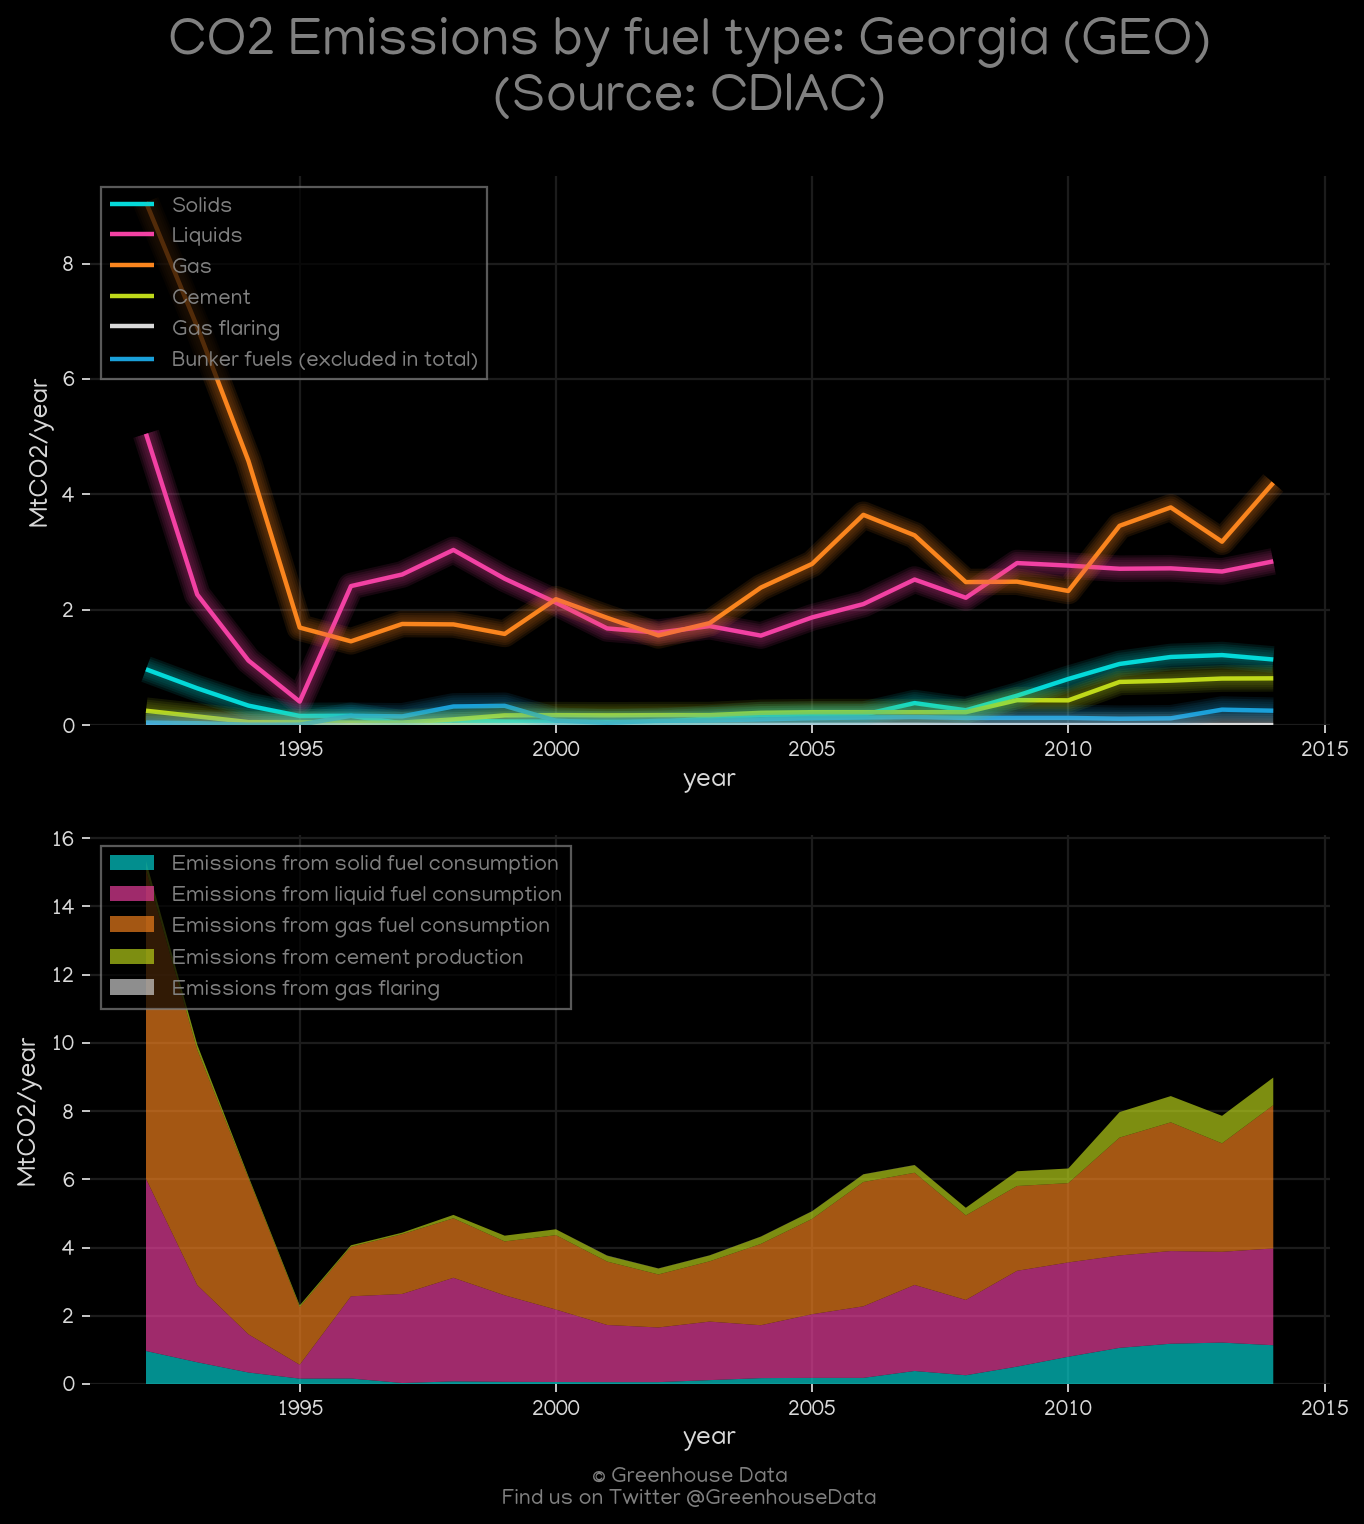 CO2 Emissions by fuel type: Georgia (GEO)
(Source: CDIAC)
Solids
Liquids
Gas
Cement
Gas flaring
Bunker fuels (excluded in total)
8
6
4
2
0
MtCO2/year
1995 2000 2005 2010 2015
year
Emissions from solid fuel consumption
Emissions from liquid fuel consumption
Emissions from gas fuel consumption
Emissions from cement production
Emissions from gas flaring
16
14
12
10
8
6
4
2
0
MtCO2/year
1995 2000 2005 2010 2015
year
© Greenhouse Data
Find us on Twitter @GreenhouseData